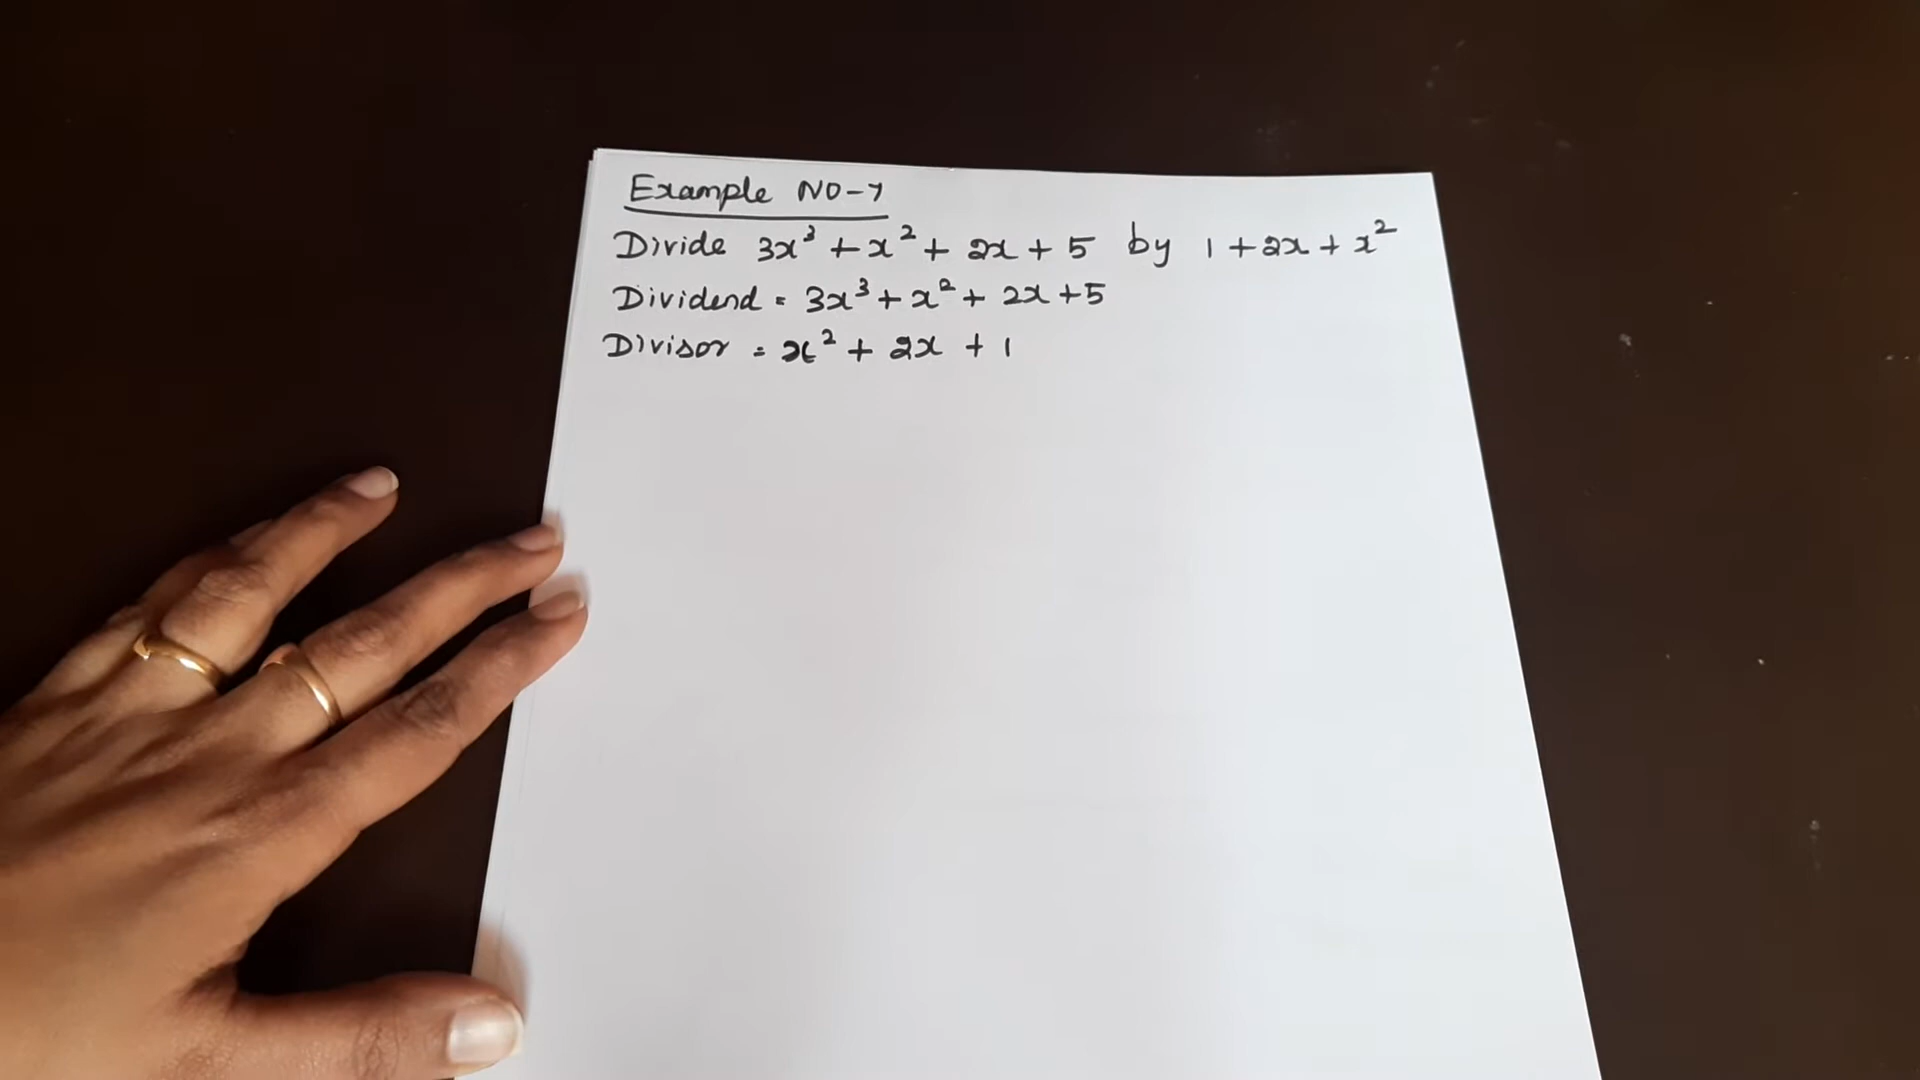 Example NO-7
Divide 3x³ + x² + 2x + 5 by 1 + 2x + x²
Dividend = 3x³ + x² + 2x + 5
Divisor = x² + 2x + 1